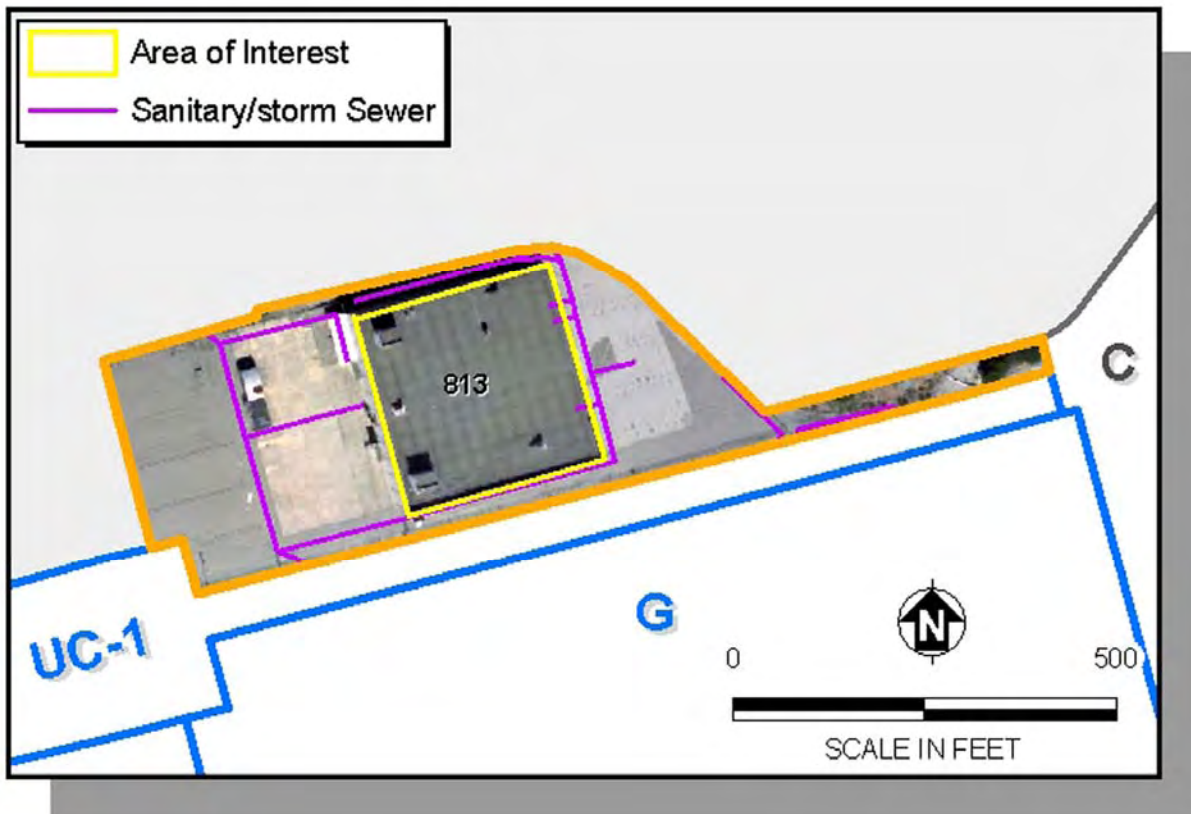 Area of Interest
Sanitary/storm Sewer
813
C
G
UC-1
N
0 500
SCALE IN FEET